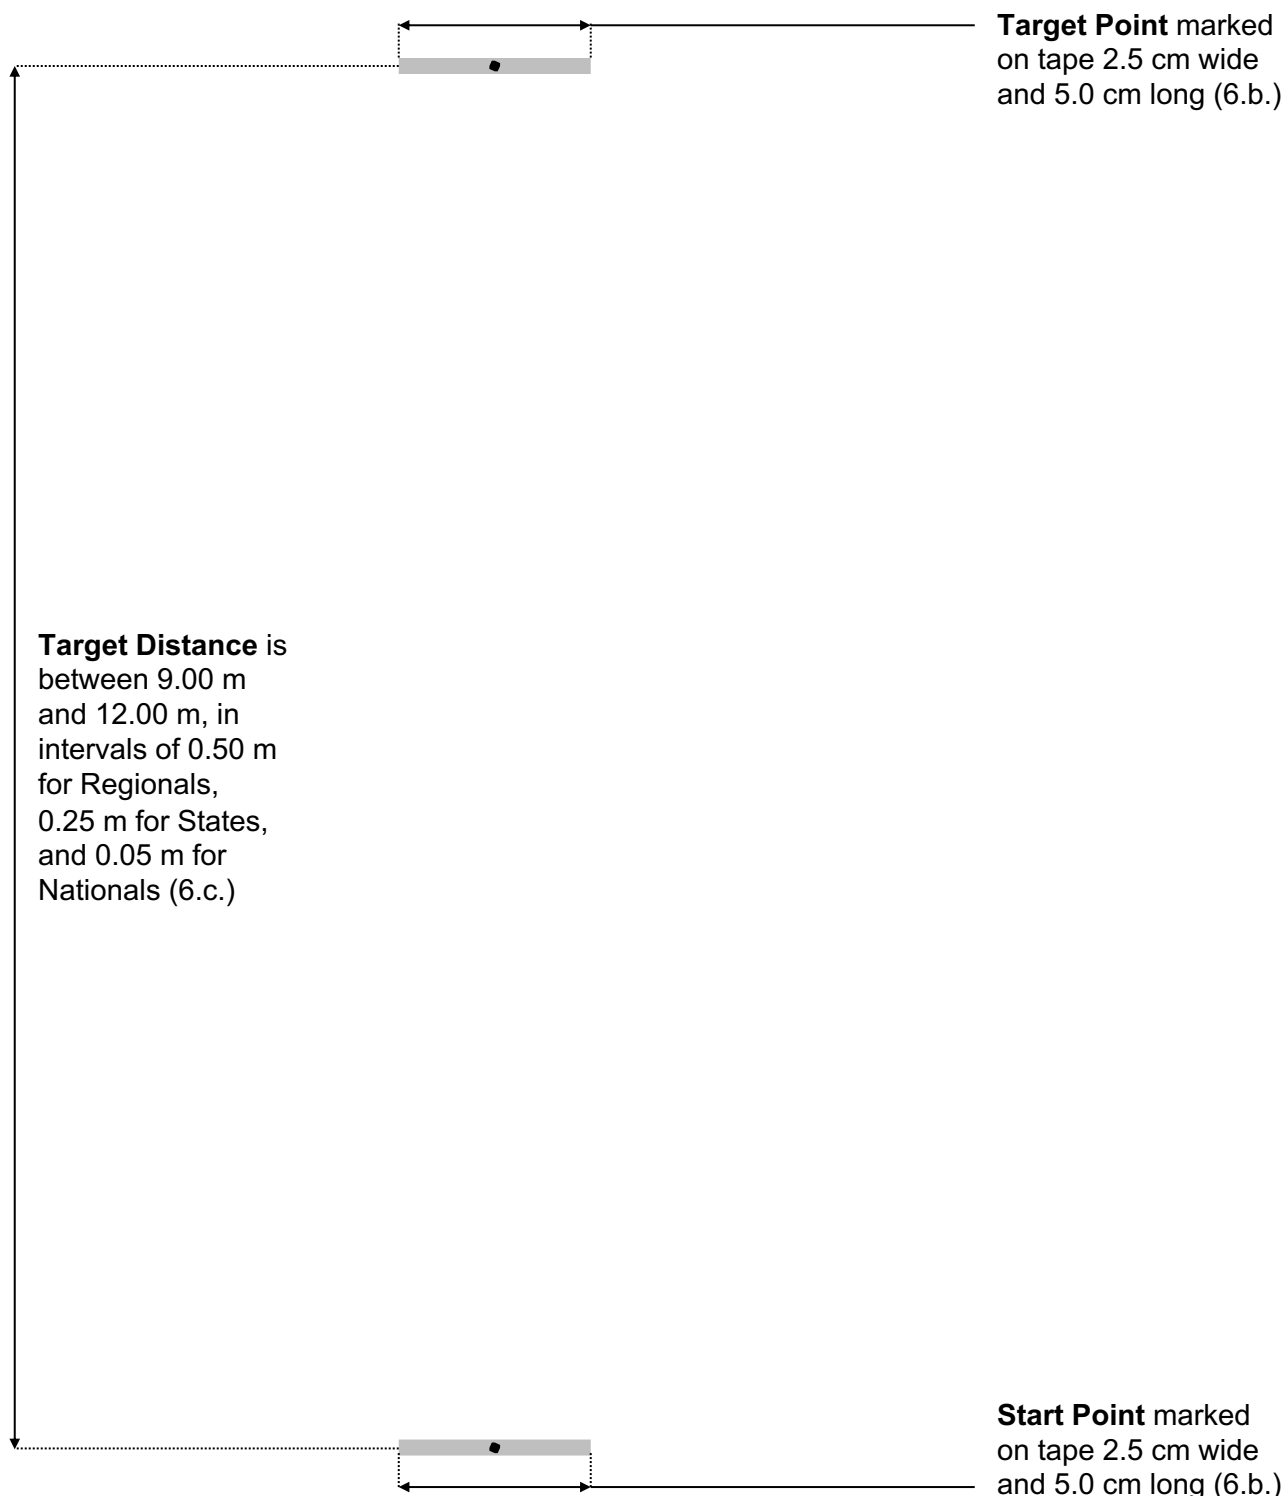 Target Point marked
on tape 2.5 cm wide
and 5.0 cm long (6.b.)
Target Distance is
between 9.00 m
and 12.00 m, in
intervals of 0.50 m
for Regionals,
0.25 m for States,
and 0.05 m for
Nationals (6.c.)
Start Point marked
on tape 2.5 cm wide
and 5.0 cm long (6.b.)